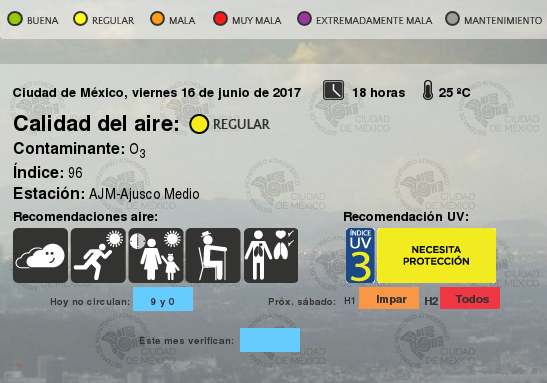 BUENA REGULAR MALA MUY MALA EXTREMADAMENTE MALA MANTENIMIENTO
Ciudad de México, viernes 16 de junio de 2017 18 horas 25 ºC
Calidad del aire: REGULAR
Contaminante: O3
Índice: 96
Estación: AJM-Ajusco Medio
Recomendaciones aire: Recomendación UV:
ÍNDICE
UV
3
NECESITA
PROTECCIÓN
Hoy no circulan: 9 y 0 Próx. sábado: H1 Impar H2 Todos
Este mes verifican:
CIUDAD
DE MÉXICO